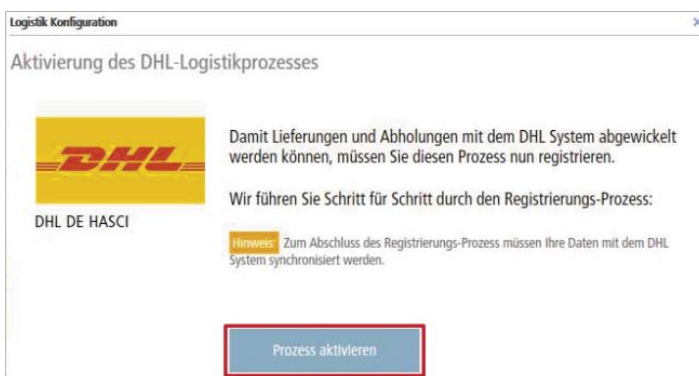 Logistik Konfiguration
Aktivierung des DHL-Logistikprozesses
DHL
DHL DE HASCI
Damit Lieferungen und Abholungen mit dem DHL System abgewickelt
werden können, müssen Sie diesen Prozess nun registrieren.
Wir führen Sie Schritt für Schritt durch den Registrierungs-Prozess:
Hinweis: Zum Abschluss des Registrierungs-Prozess müssen Ihre Daten mit dem DHL
System synchronisiert werden.
Prozess aktivieren